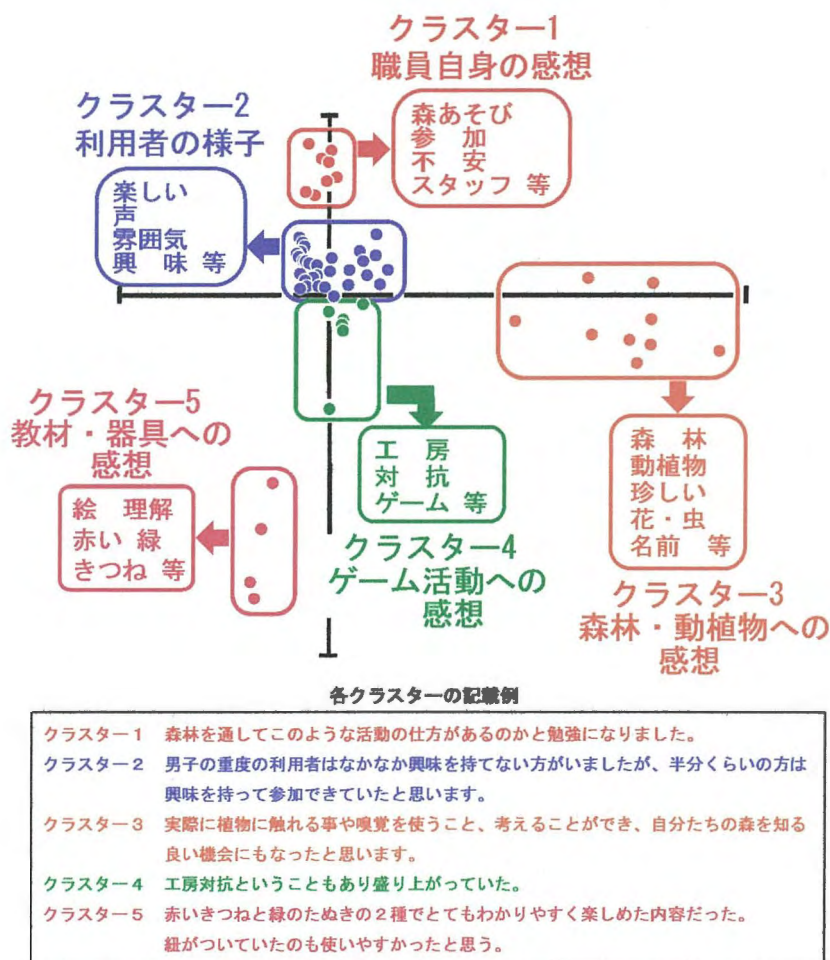 クラスター1
職員自身の感想
森あそび
参　加
不　安
スタッフ 等
クラスター2
利用者の様子
楽しい
声
雰囲気
興　味 等
クラスター5
教材・器具への
感想
絵　理解
赤い 緑
きつね 等
工　房
対　抗
ゲーム 等
クラスター4
ゲーム活動への
感想
森　林
動植物
珍しい
花・虫
名前　等
クラスター3
森林・動植物への
感想
各クラスターの記載例
クラスター1　森林を通してこのような活動の仕方があるのかと勉強になりました。
クラスター2　男子の重度の利用者はなかなか興味を持てない方がいましたが、半分くらいの方は
興味を持って参加できていたと思います。
クラスター3　実際に植物に触れる事や嗅覚を使うこと、考えることができ、自分たちの森を知る
良い機会にもなったと思います。
クラスター4　工房対抗ということもあり盛り上がっていた。
クラスター5　赤いきつねと緑のたぬきの2種でとてもわかりやすく楽しめた内容だった。
紐がついていたのも使いやすかったと思う。